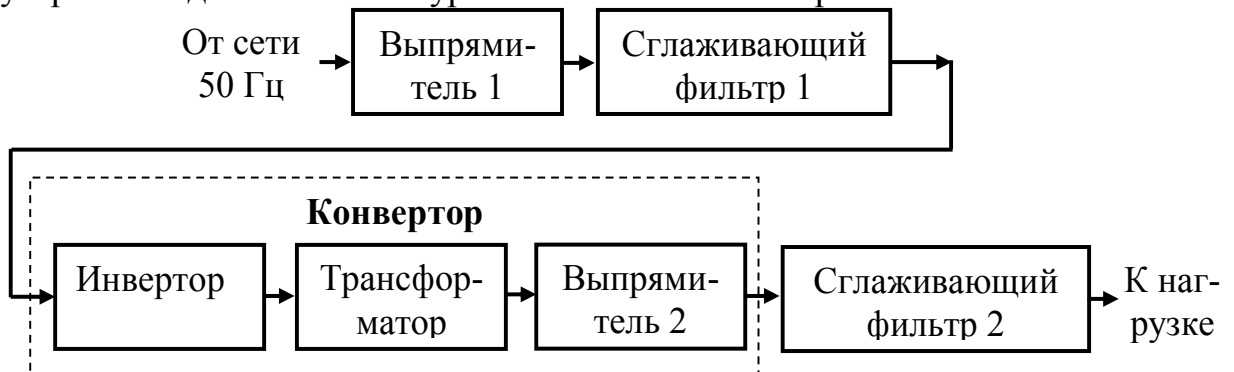 От сети
50 Гц
Выпрями-
тель 1
Сглаживающий
фильтр 1
Конвертор
Инвертор
Трансфор-
матор
Выпрями-
тель 2
Сглаживающий
фильтр 2
К наг-
рузке